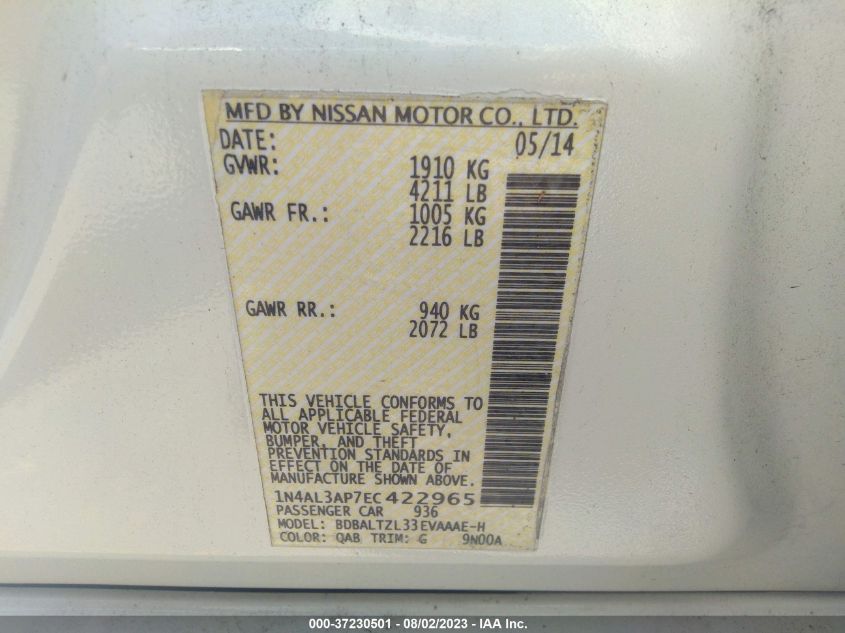 MFD BY NISSAN MOTOR CO., LTD.
DATE: 05/14
GVWR: 1910 KG
4211 LB
GAWR FR.: 1005 KG
2216 LB
GAWR RR.: 940 KG
2072 LB
THIS VEHICLE CONFORMS TO
ALL APPLICABLE FEDERAL
MOTOR VEHICLE SAFETY,
BUMPER, AND THEFT
PREVENTION STANDARDS IN
EFFECT ON THE DATE OF
MANUFACTURE SHOWN ABOVE.
1N4AL3AP7EC422965
PASSENGER CAR 936
MODEL: BDBALTZL33EVAAAE-H
COLOR: QAB TRIM: G 9N00A
000-37230501 - 08/02/2023 - IAA Inc.